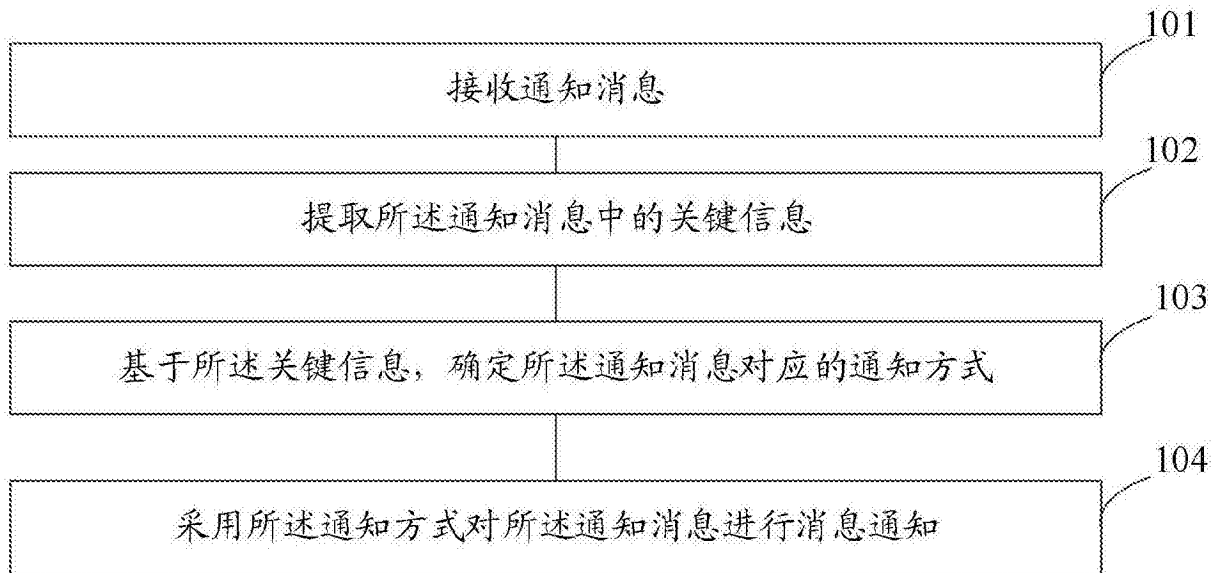 101
接收通知消息
102
提取所述通知消息中的关键信息
103
基于所述关键信息，确定所述通知消息对应的通知方式
104
采用所述通知方式对所述通知消息进行消息通知